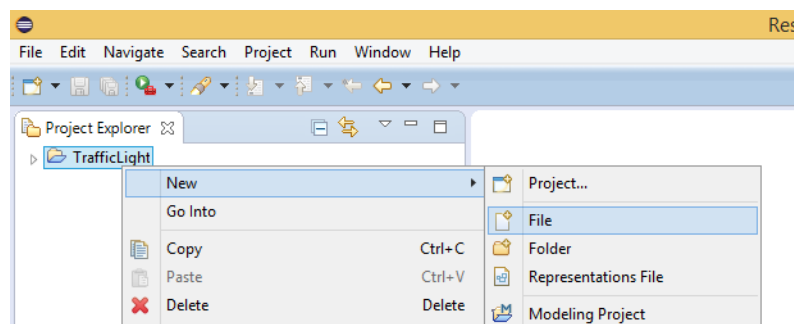 Res
File Edit Navigate Search Project Run Window Help
Project Explorer
TrafficLight
New
Project...
Go Into
File
Copy Ctrl+C
Folder
Paste Ctrl+V
Representations File
Delete Delete
Modeling Project